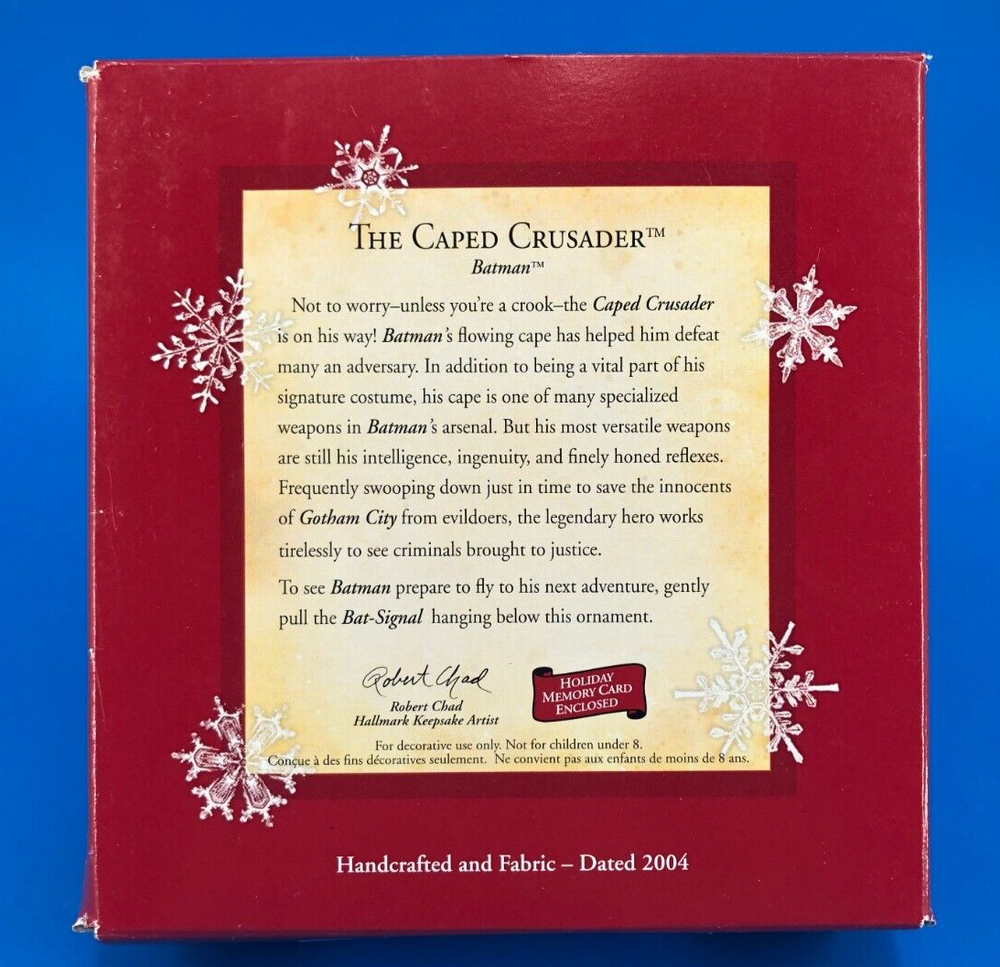 THE CAPED CRUSADER™
Batman™
Not to worry–unless you're a crook–the Caped Crusader
is on his way! Batman's flowing cape has helped him defeat
many an adversary. In addition to being a vital part of his
signature costume, his cape is one of many specialized
weapons in Batman's arsenal. But his most versatile weapons
are still his intelligence, ingenuity, and finely honed reflexes.
Frequently swooping down just in time to save the innocents
of Gotham City from evildoers, the legendary hero works
tirelessly to see criminals brought to justice.
To see Batman prepare to fly to his next adventure, gently
pull the Bat-Signal hanging below this ornament.
Robert Chad
Robert Chad
Hallmark Keepsake Artist
HOLIDAY
MEMORY CARD
ENCLOSED
For decorative use only. Not for children under 8.
Conçue à des fins décoratives seulement. Ne convient pas aux enfants de moins de 8 ans.
Handcrafted and Fabric – Dated 2004